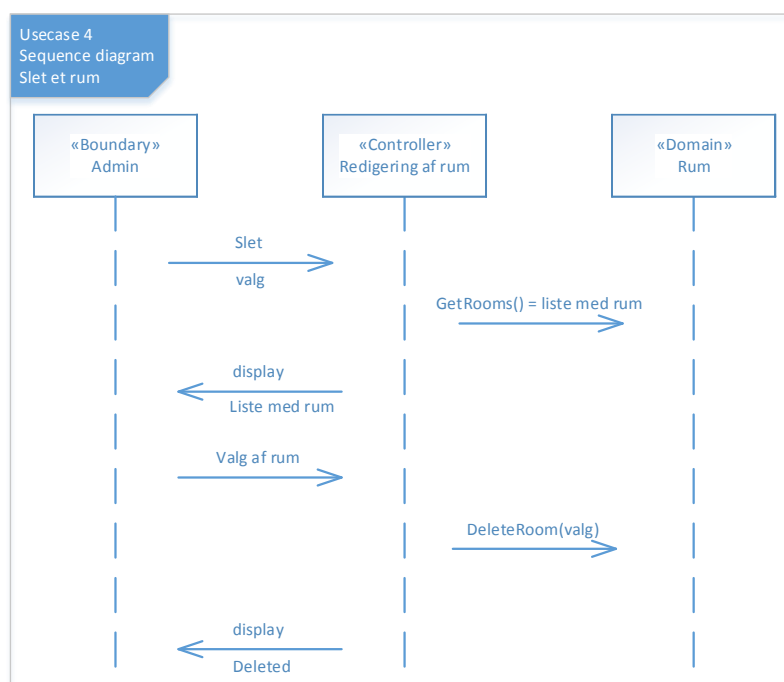 Usecase 4
Sequence diagram
Slet et rum
«Boundary»
Admin
«Controller»
Redigering af rum
«Domain»
Rum
Slet
valg
GetRooms() = liste med rum
display
Liste med rum
Valg af rum
DeleteRoom(valg)
display
Deleted